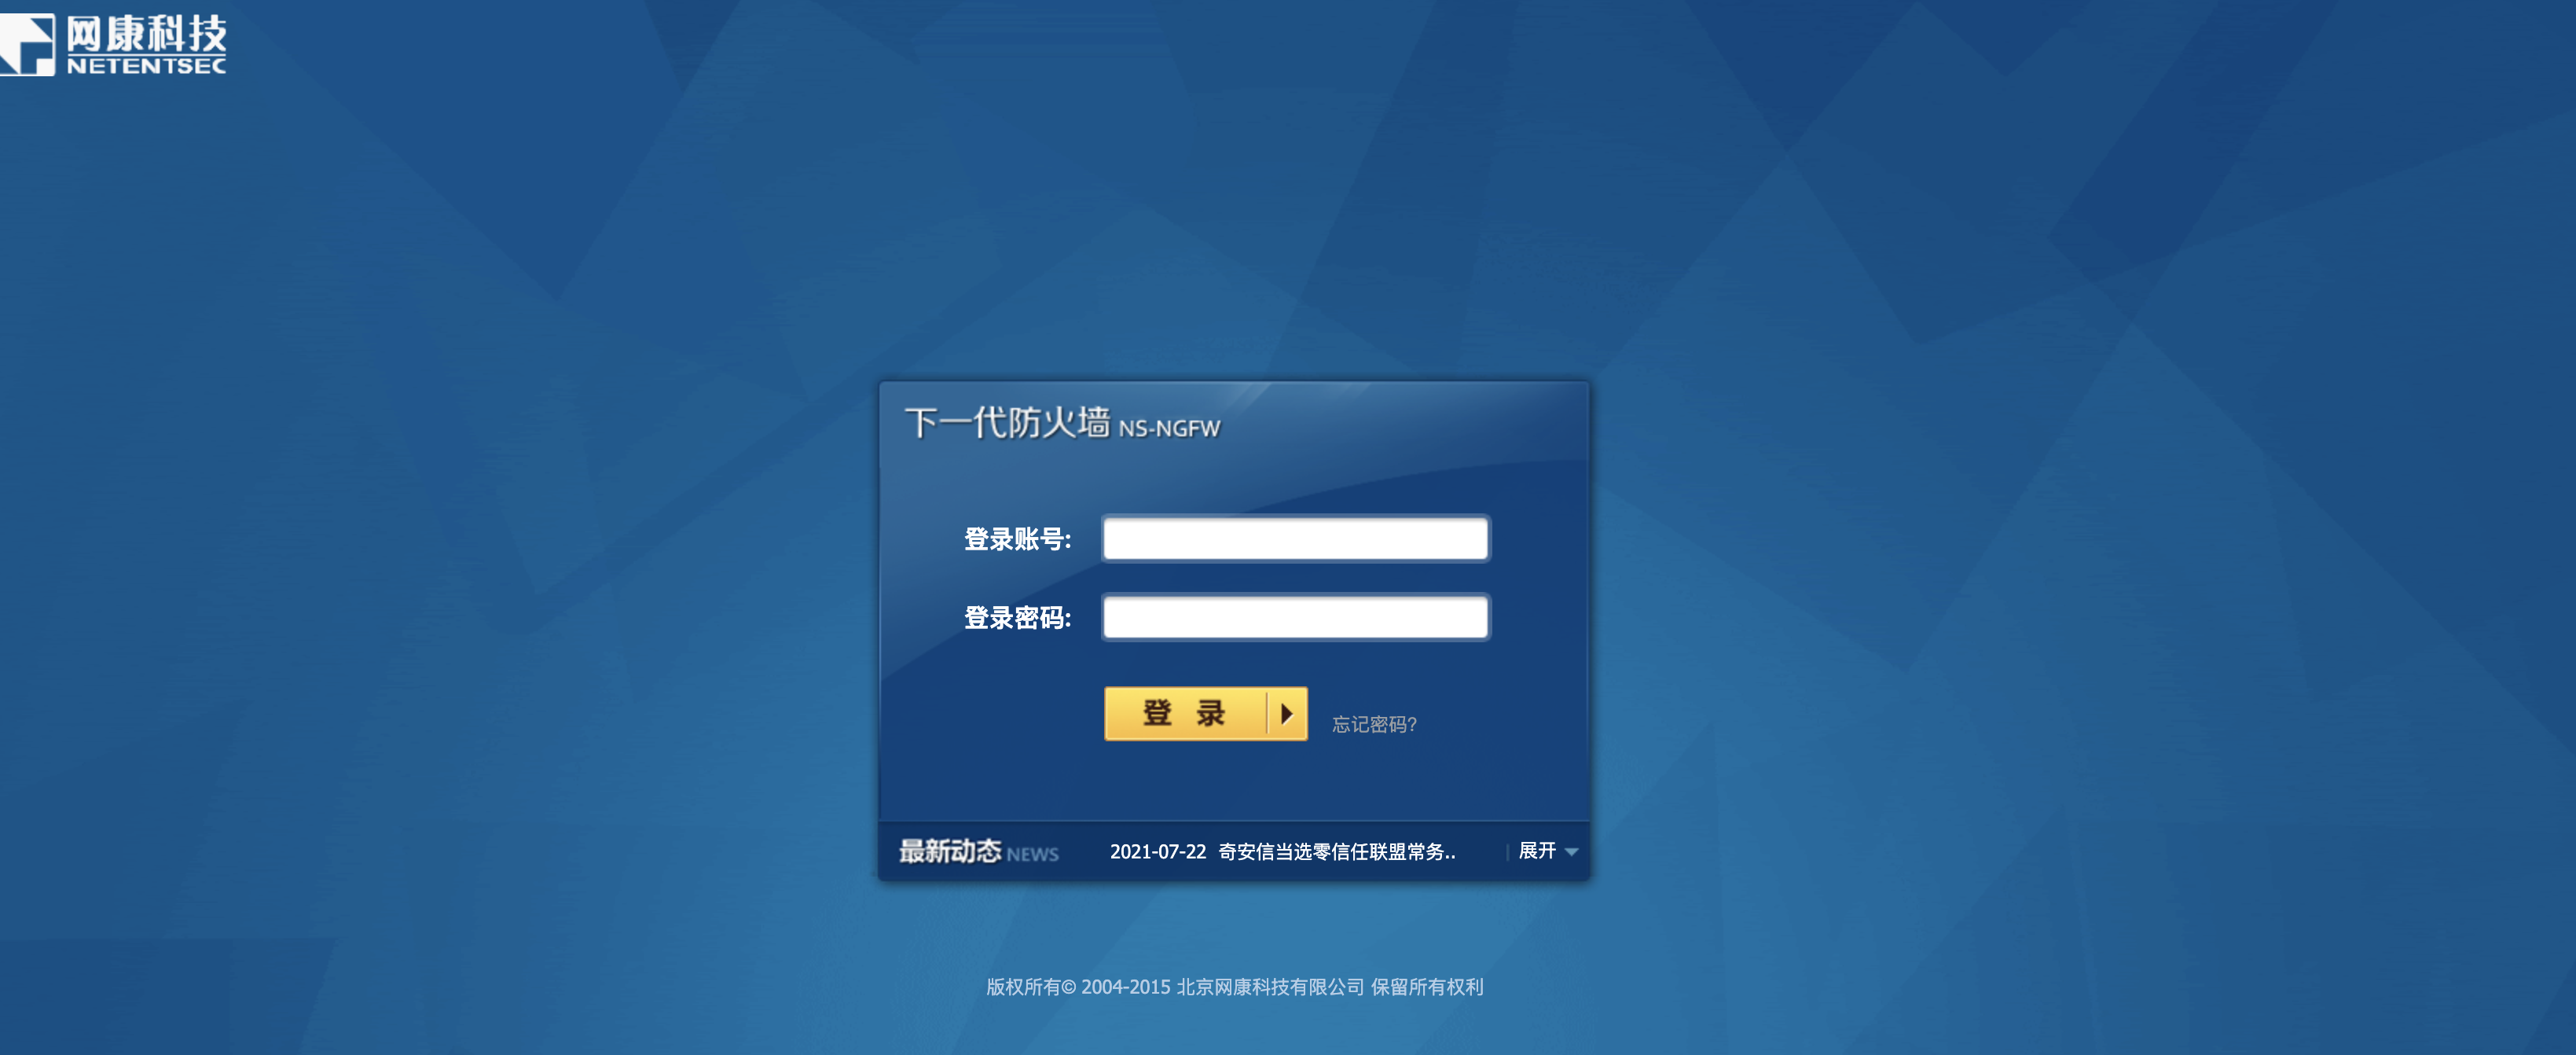 网康科技
NETENTSEC
下一代防火墙 NS-NGFW
登录账号:
登录密码:
登 录
忘记密码?
最新动态 NEWS 2021-07-22 奇安信当选零信任联盟常务.. 展开
版权所有© 2004-2015 北京网康科技有限公司 保留所有权利